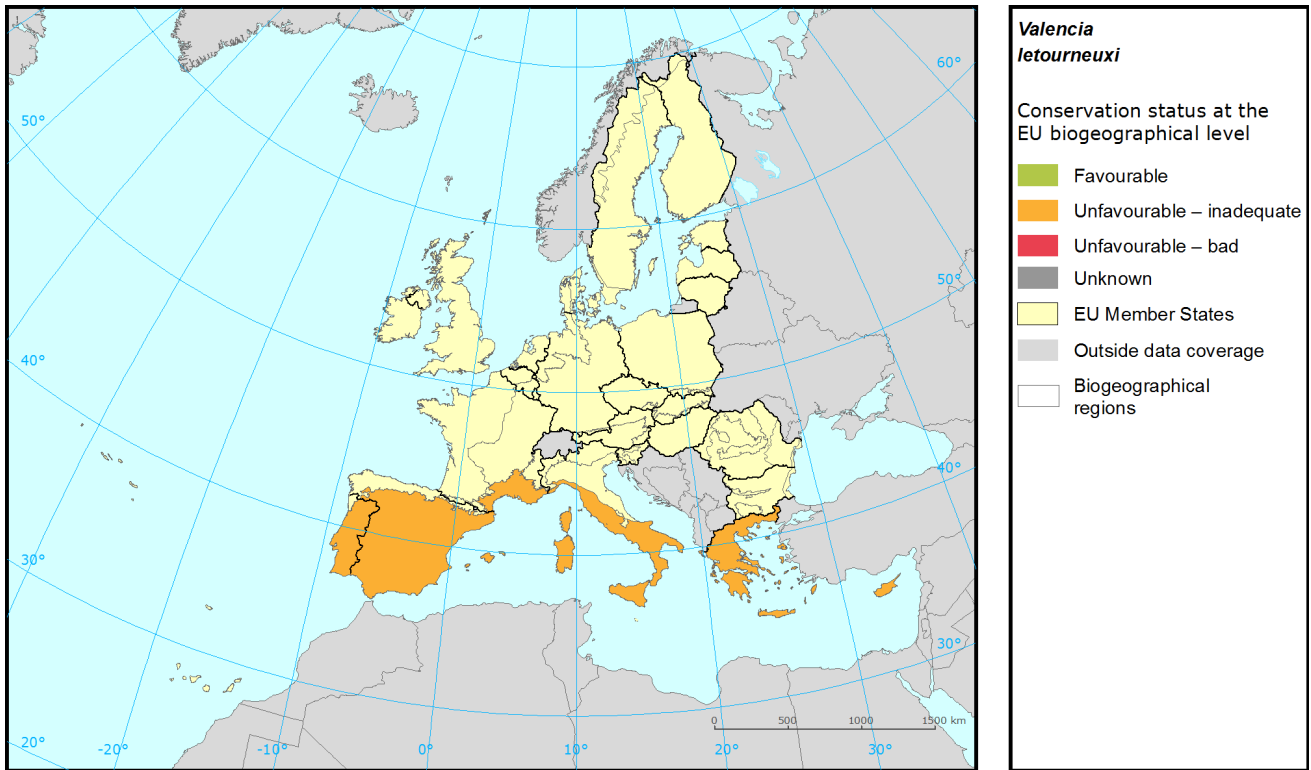 Valencia
letourneuxi
Conservation status at the
EU biogeographical level
Favourable
Unfavourable – inadequate
Unfavourable – bad
Unknown
EU Member States
Outside data coverage
Biogeographical
regions
60°
50°
50°
40°
40°
30°
30°
20°
-20°
-10°
0°
10°
20°
30°
0 500 1000 1500 km